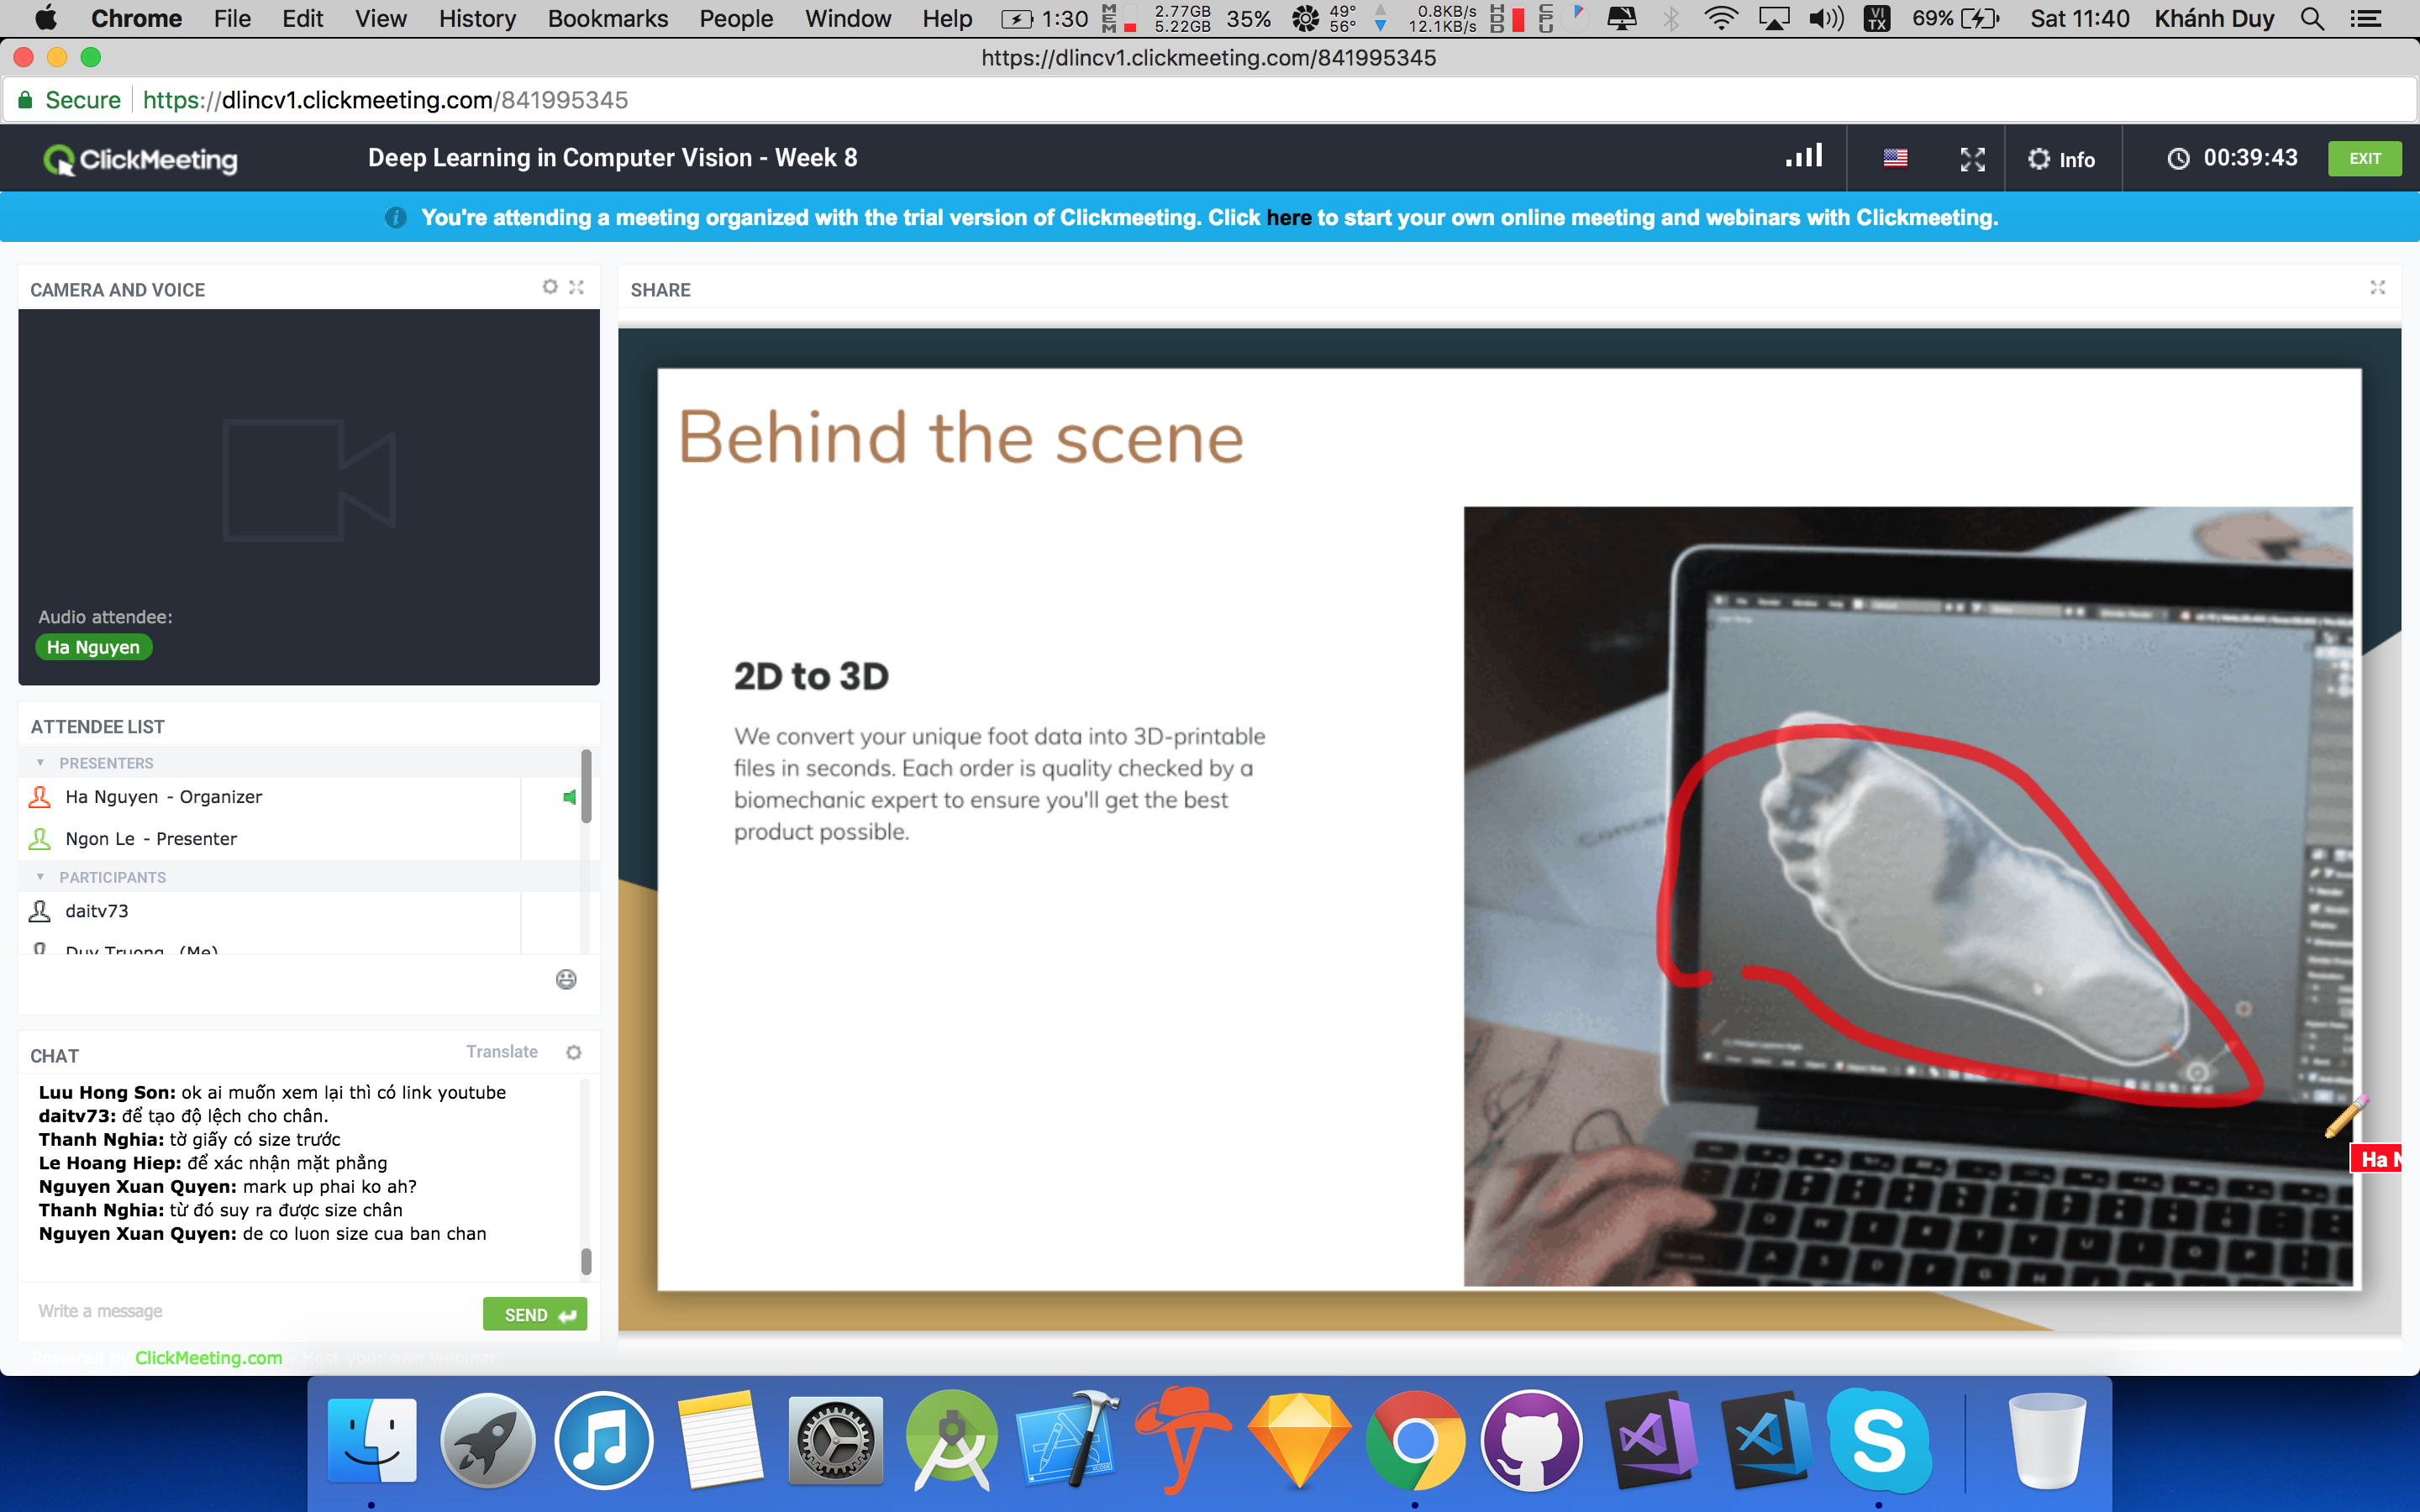 Chrome File Edit View History Bookmarks People Window Help 1:30 MEM 2.77GB 5.22GB 35% 49° 56° 0.8KB/s 12.1KB/s HDD CPU VI TX 69% Sat 11:40 Khánh Duy
https://dlincv1.clickmeeting.com/841995345
Secure https://dlincv1.clickmeeting.com/841995345
ClickMeeting Deep Learning in Computer Vision - Week 8 Info 00:39:43 EXIT
You're attending a meeting organized with the trial version of Clickmeeting. Click here to start your own online meeting and webinars with Clickmeeting.
CAMERA AND VOICE
Audio attendee:
Ha Nguyen
ATTENDEE LIST
PRESENTERS
Ha Nguyen - Organizer
Ngon Le - Presenter
PARTICIPANTS
daitv73
Duy Truong (Me)
CHAT Translate
Luu Hong Son: ok ai muốn xem lại thì có link youtube
daitv73: để tạo độ lệch cho chân.
Thanh Nghia: tờ giấy có size trước
Le Hoang Hiep: để xác nhận mặt phẳng
Nguyen Xuan Quyen: mark up phai ko ah?
Thanh Nghia: từ đó suy ra được size chân
Nguyen Xuan Quyen: de co luon size cua ban chan
Write a message SEND
Powered by ClickMeeting.com Host your own webinar
SHARE
Behind the scene
2D to 3D
We convert your unique foot data into 3D-printable
files in seconds. Each order is quality checked by a
biomechanic expert to ensure you'll get the best
product possible.
Ha N